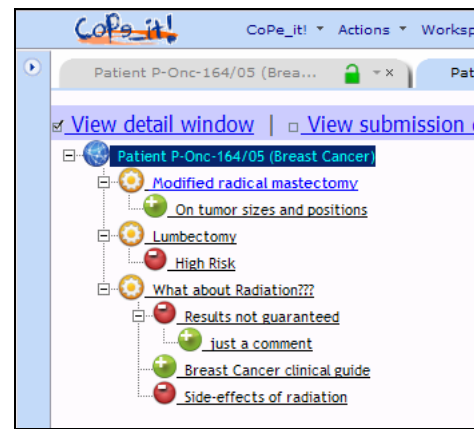 CoPe_it!
CoPe_it! Actions Worksp
Patient P-Onc-164/05 (Brea... Pat
View detail window | View submission
Patient P-Onc-164/05 (Breast Cancer)
Modified radical mastectomy
On tumor sizes and positions
Lumbectomy
High Risk
What about Radiation???
Results not guaranteed
just a comment
Breast Cancer clinical guide
Side-effects of radiation